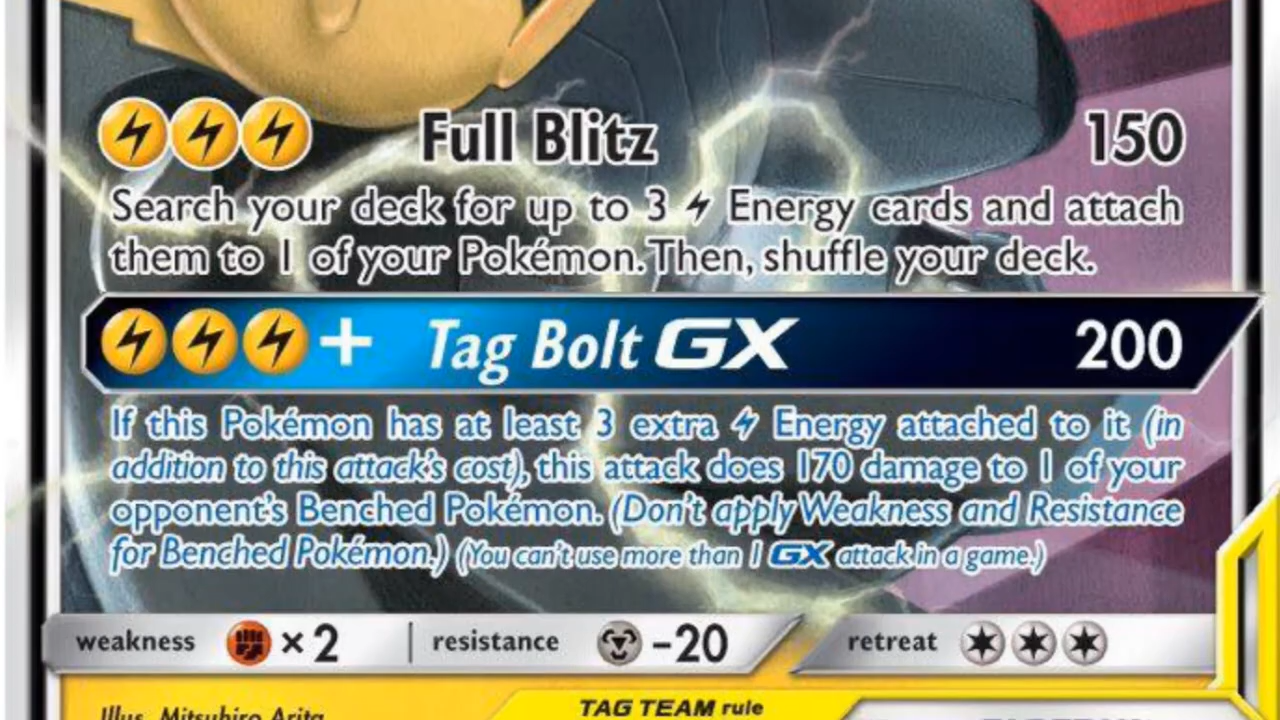 Full Blitz 150
Search your deck for up to 3 Energy cards and attach
them to 1 of your Pokémon. Then, shuffle your deck.
+ Tag Bolt GX 200
If this Pokémon has at least 3 extra Energy attached to it (in
addition to this attack's cost), this attack does 170 damage to 1 of your
opponent's Benched Pokémon. (Don't apply Weakness and Resistance
for Benched Pokémon.) (You can't use more than 1 GX attack in a game.)
weakness ×2 resistance -20 retreat
Illus. Mitsuhiro Arita
TAG TEAM rule